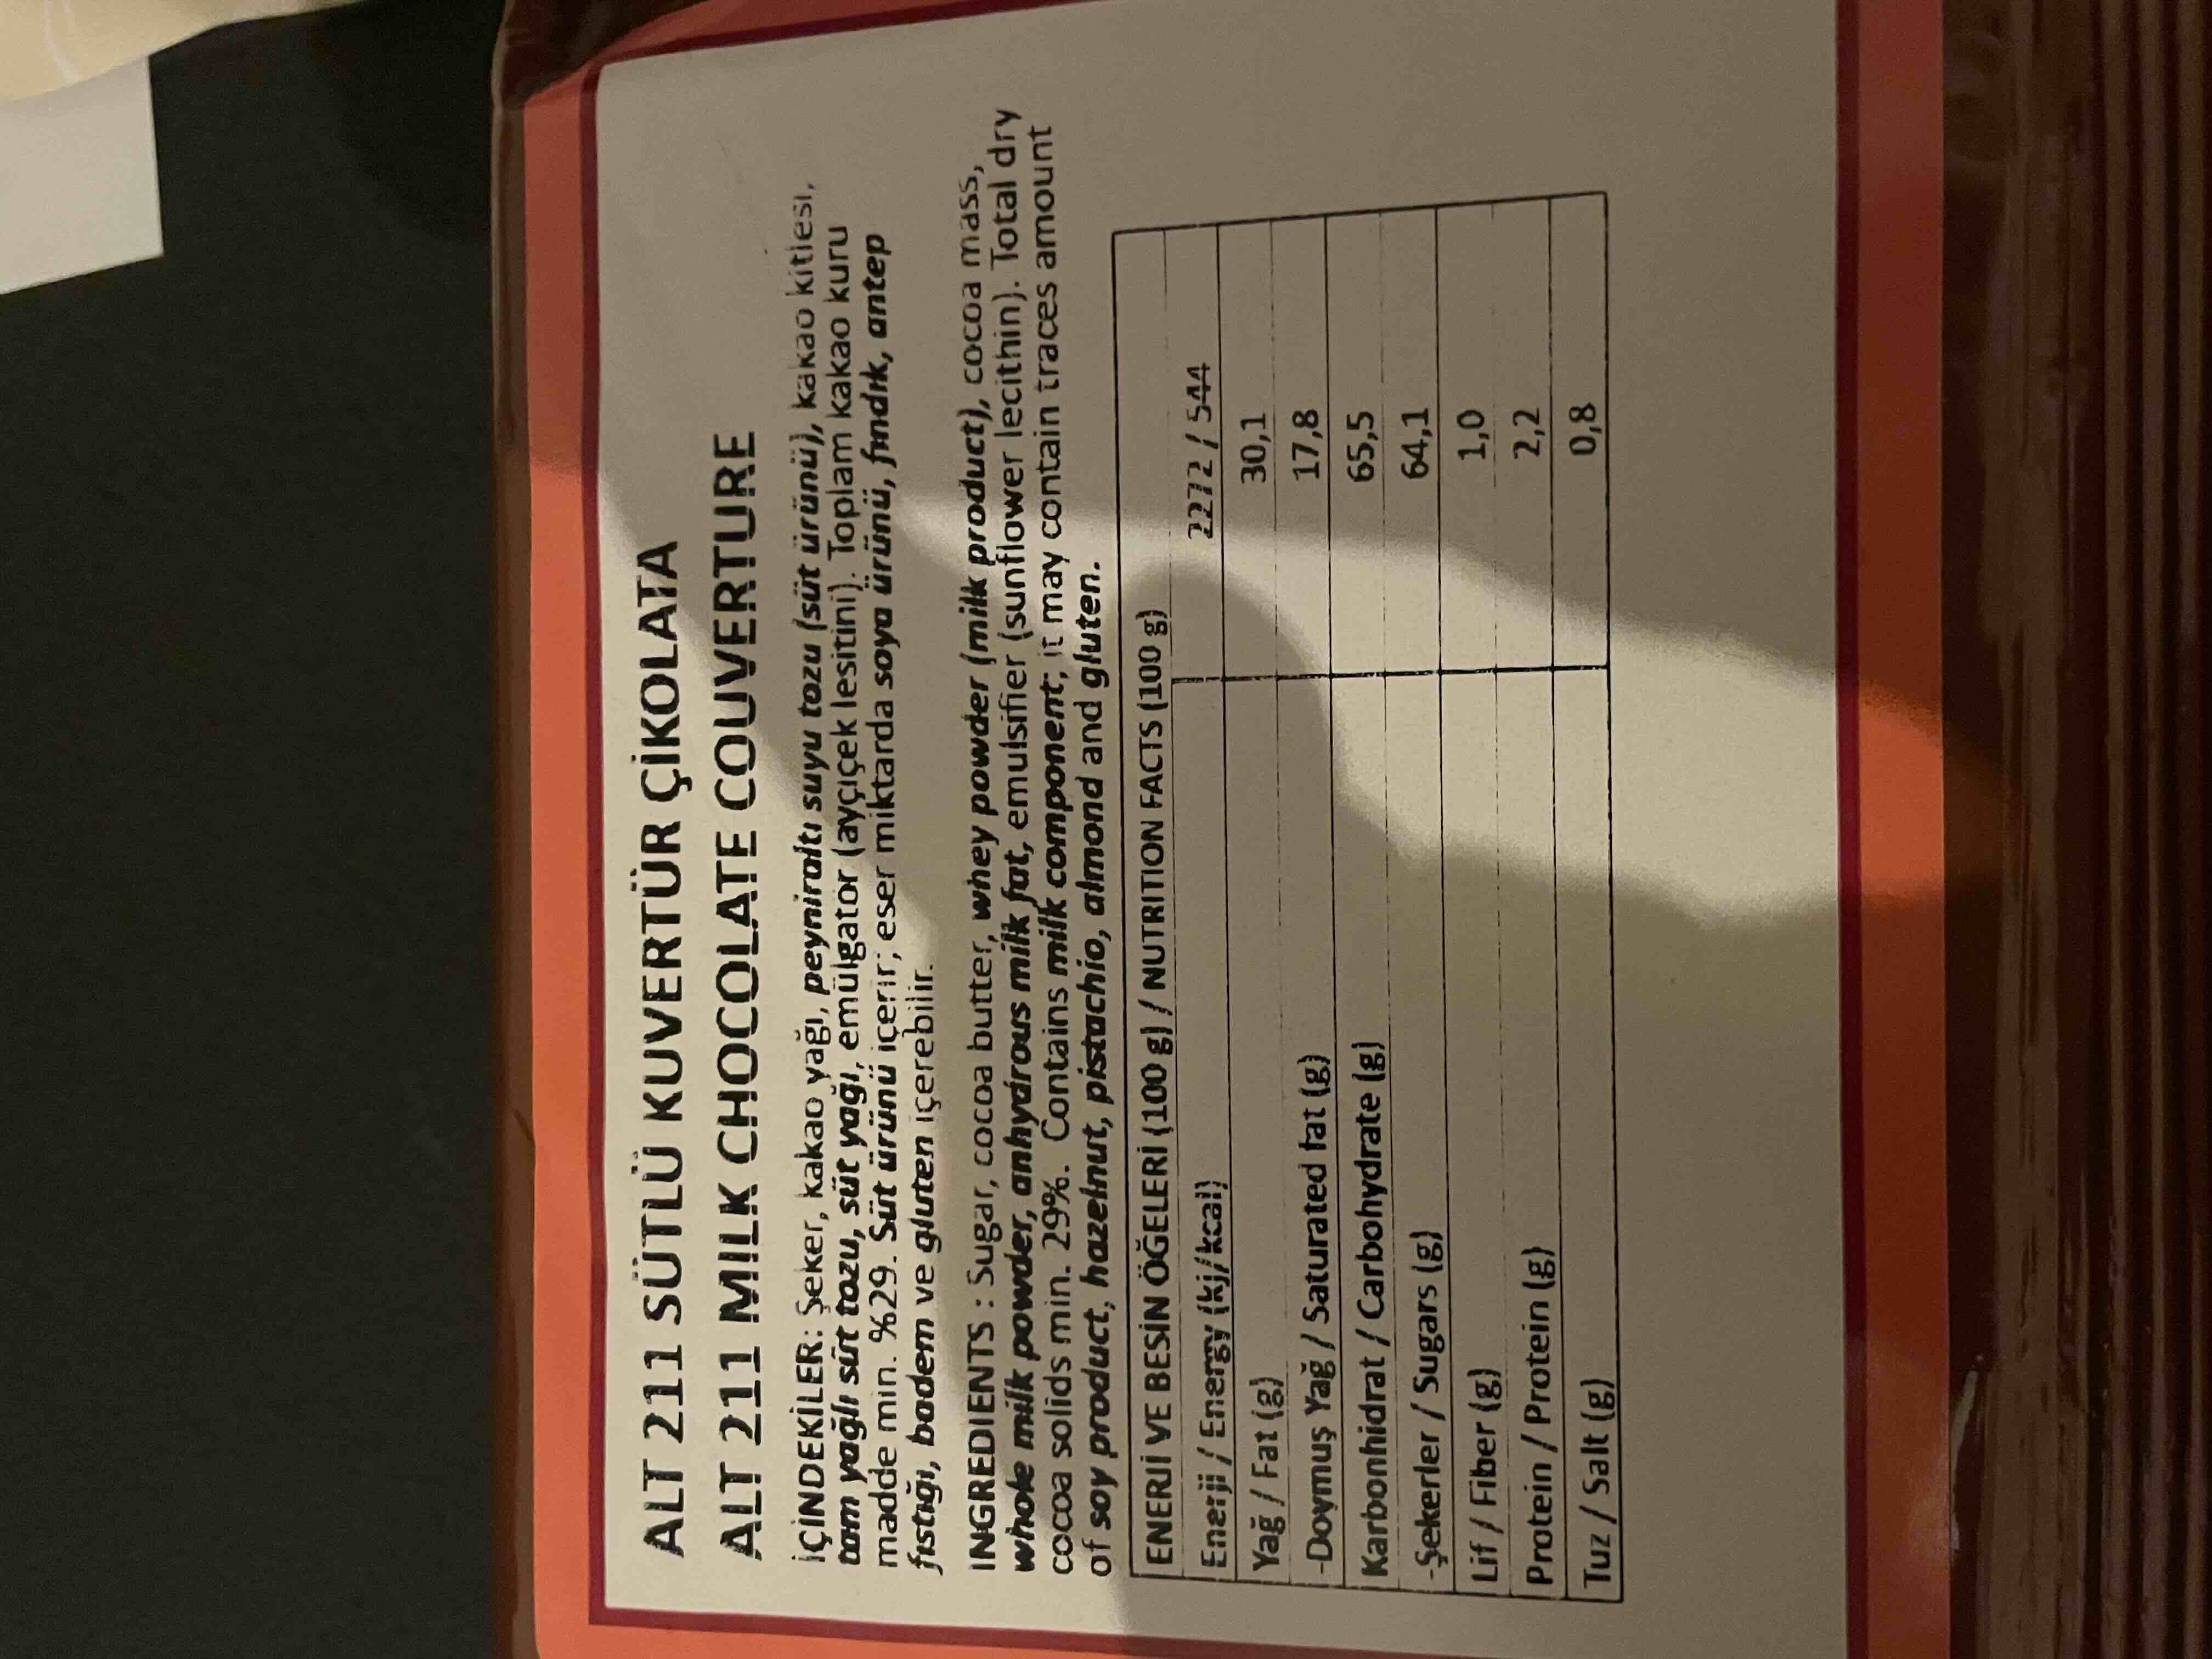 ALT 211 SÜTLÜ KUVERTÜR ÇİKOLATA
ALT 211 MILK CHOCOLATE COUVERTURE
İÇİNDEKİLER: Şeker, kakao yağı, peyniraltı suyu tozu (süt ürünü), kakao kitlesi,
tam yağlı süt tozu, süt yağı, emülgatör (ayçiçek lesitini). Toplam kakao kuru
madde min. %29. Süt ürünü içerir; eser miktarda soya ürünü, fındık, antep
fıstığı, badem ve gluten içerebilir.
INGREDIENTS : Sugar, cocoa butter, whey powder (milk product), cocoa mass,
whole milk powder, anhydrous milk fat, emulsifier (sunflower lecithin). Total dry
cocoa solids min. 29%. Contains milk component; it may contain traces amount
of soy product, hazelnut, pistachio, almond and gluten.
ENERJİ VE BESİN ÖĞELERİ (100 g) / NUTRITION FACTS (100 g)
Enerji / Energy (kj/kcal) 2272 / 544
Yağ / Fat (g) 30,1
-Doymuş Yağ / Saturated fat (g) 17,8
Karbonhidrat / Carbohydrate (g) 65,5
-Şekerler / Sugars (g) 64,1
Lif / Fiber (g) 1,0
Protein / Protein (g) 2,2
Tuz / Salt (g) 0,8